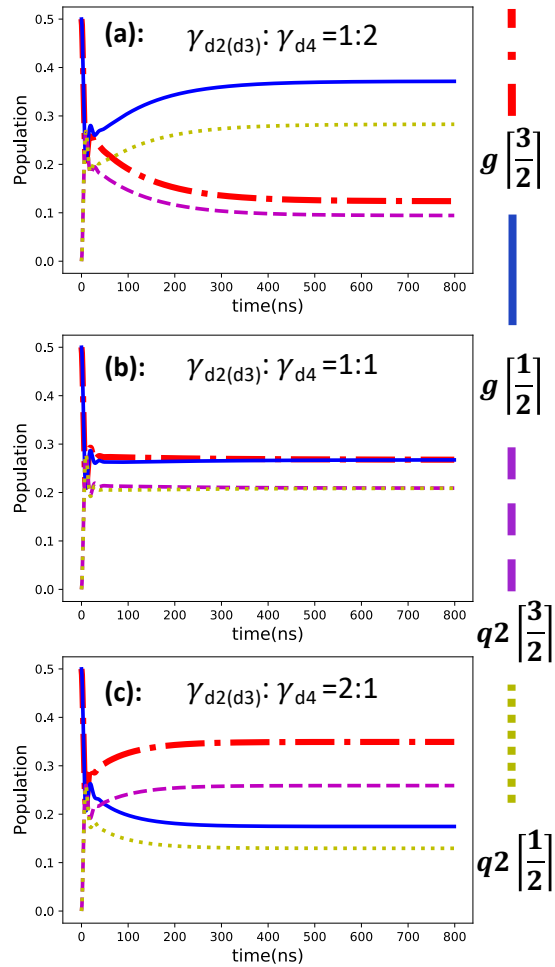 (a): γd2(d3): γd4 =1:2
0.5
0.4
0.3
0.2
0.1
0.0
Population
0 100 200 300 400 500 600 700 800
time(ns)
(b): γd2(d3): γd4 =1:1
0.5
0.4
0.3
0.2
0.1
0.0
Population
0 100 200 300 400 500 600 700 800
time(ns)
(c): γd2(d3): γd4 =2:1
0.5
0.4
0.3
0.2
0.1
0.0
Population
0 100 200 300 400 500 600 700 800
time(ns)
g⌈3/2⌉
g⌈1/2⌉
q2⌈3/2⌉
q2⌈1/2⌉